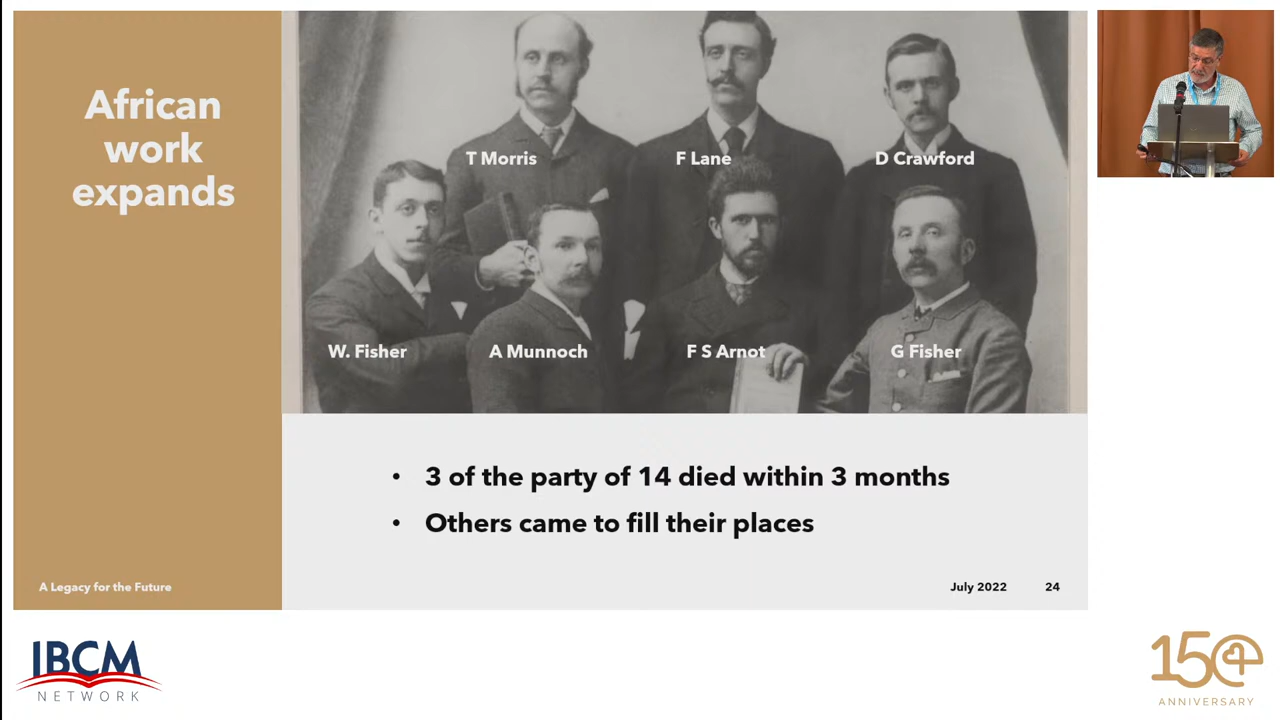 African
work
expands
T Morris
F Lane
D Crawford
W. Fisher
A Munnoch
F S Arnot
G Fisher
• 3 of the party of 14 died within 3 months
• Others came to fill their places
A Legacy for the Future
July 2022
24
IBCM
NETWORK
150
ANNIVERSARY